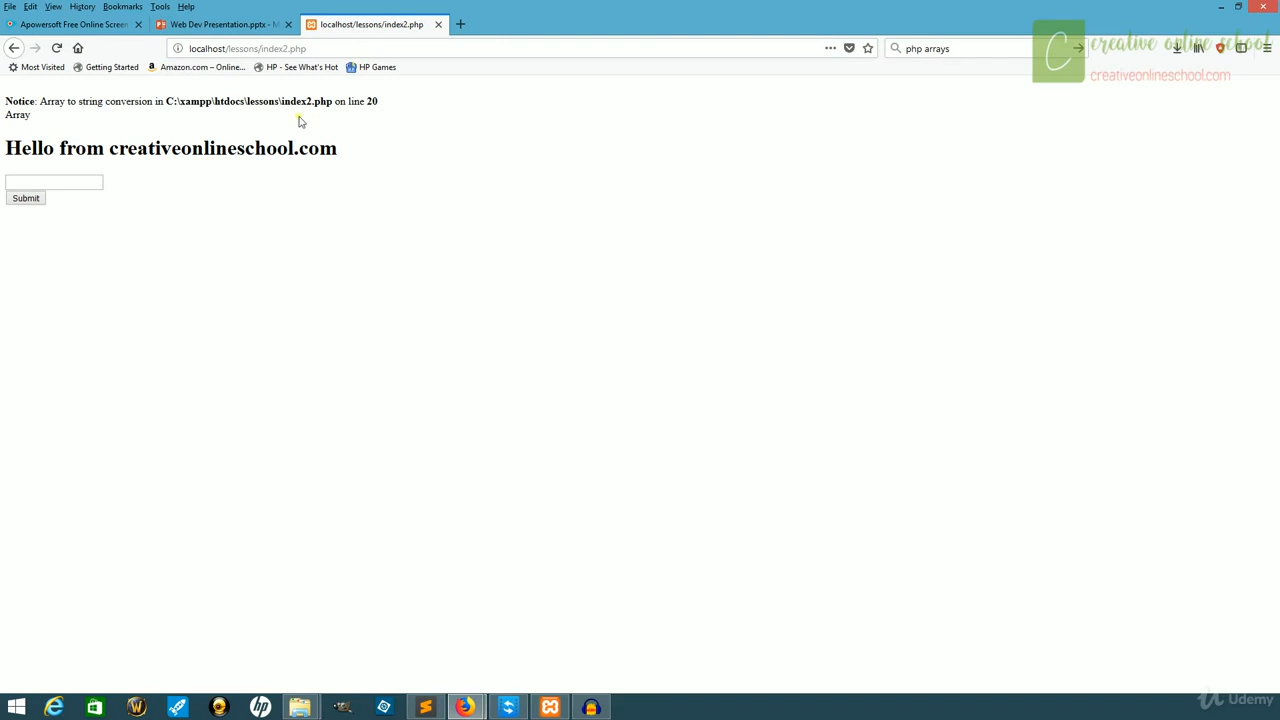 File Edit View History Bookmarks Tools Help
Apowersoft Free Online Screen
Web Dev Presentation.pptx - M
localhost/lessons/index2.php
localhost/lessons/index2.php
php arrays
creative online school
creativeonlineschool.com
Most Visited Getting Started Amazon.com – Online... HP - See What's Hot HP Games
Notice: Array to string conversion in C:\xampp\htdocs\lessons\index2.php on line 20
Array
Hello from creativeonlineschool.com
Submit
Udemy